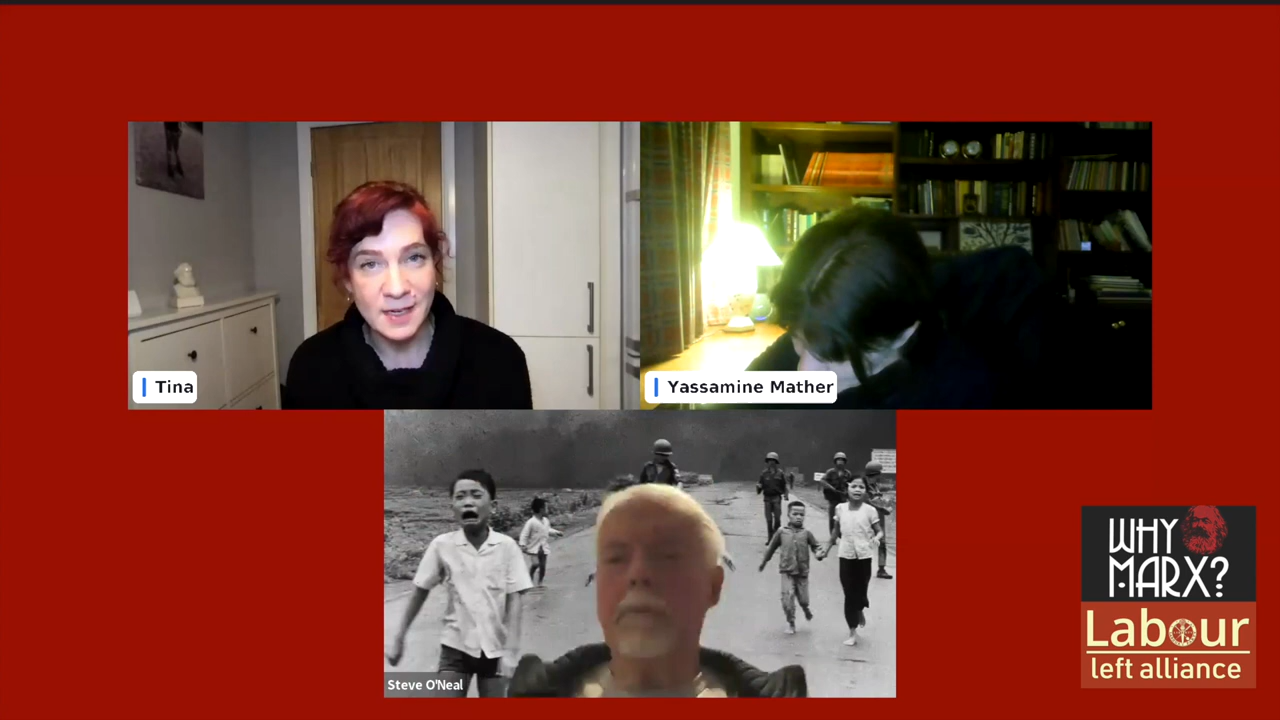 Tina
Yassamine Mather
Steve O'Neal
WHY
MARX?
Labour
left alliance